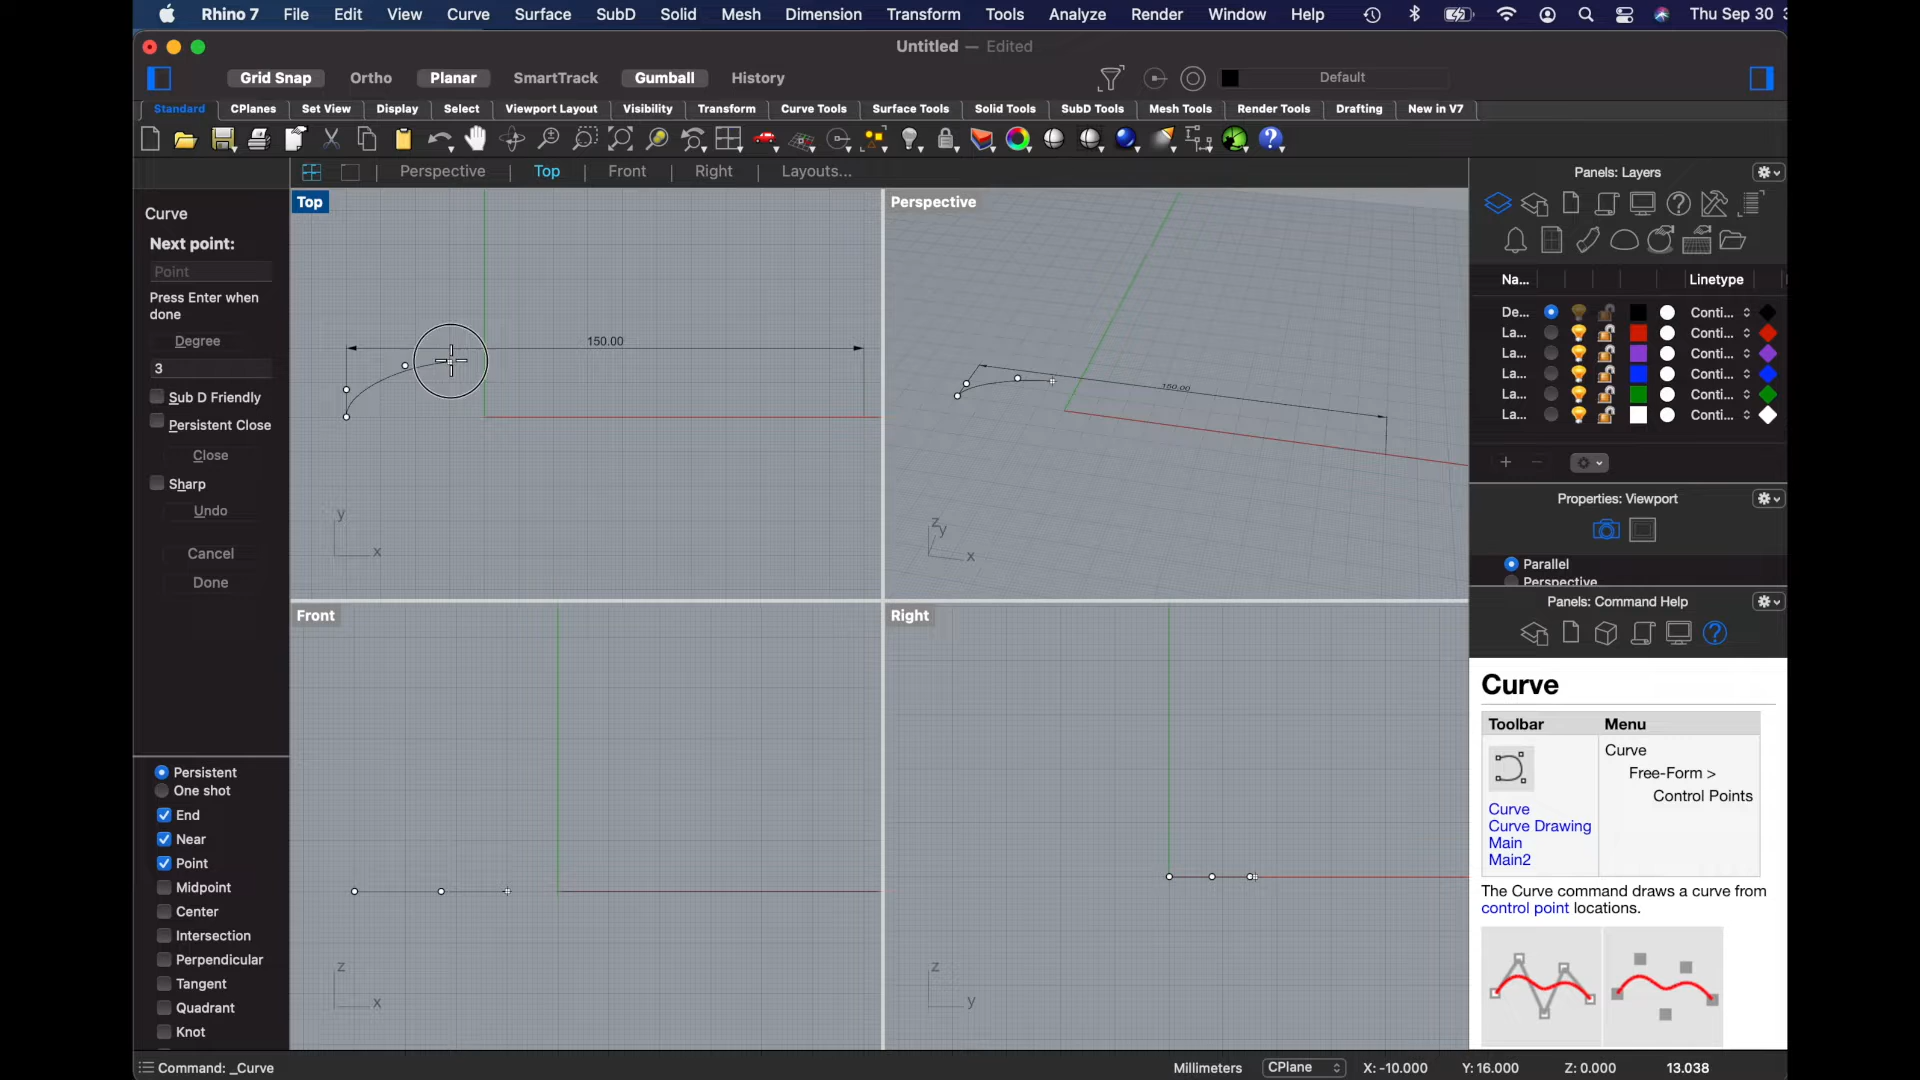 Rhino 7 File Edit View Curve Surface SubD Solid Mesh Dimension Transform Tools Analyze Render Window Help Thu Sep 30
Untitled — Edited
Grid Snap Ortho Planar SmartTrack Gumball History Default
Standard CPlanes Set View Display Select Viewport Layout Visibility Transform Curve Tools Surface Tools Solid Tools SubD Tools Mesh Tools Render Tools Drafting New in V7
Perspective Top Front Right Layouts...
Curve
Next point:
Point
Press Enter when
done
Degree
3
Sub D Friendly
Persistent Close
Close
Sharp
Undo
Cancel
Done
Persistent
One shot
End
Near
Point
Midpoint
Center
Intersection
Perpendicular
Tangent
Quadrant
Knot
Top
150.00
y
x
Perspective
150.00
z
y
x
Front
z
x
Right
z
y
Panels: Layers
Na... Linetype
De... Conti...
La... Conti...
La... Conti...
La... Conti...
La... Conti...
La... Conti...
Properties: Viewport
Parallel
Perspective
Panels: Command Help
Curve
Toolbar Menu
Curve
Free-Form >
Control Points
Curve
Curve Drawing
Main
Main2
The Curve command draws a curve from
control point locations.
Command: _Curve Millimeters CPlane X: -10.000 Y: 16.000 Z: 0.000 13.038